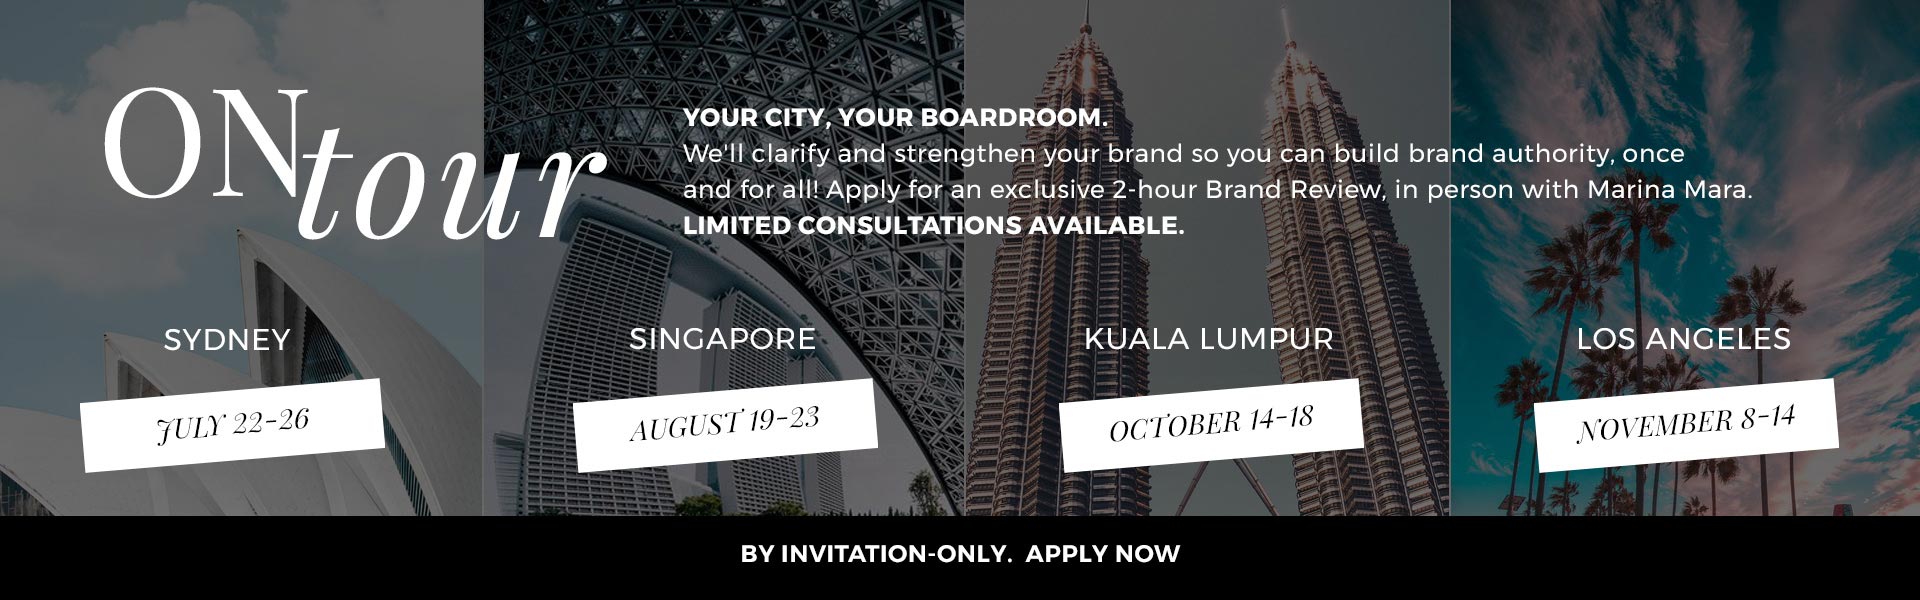 ON
tour
YOUR CITY, YOUR BOARDROOM.
We'll clarify and strengthen your brand so you can build brand authority, once
and for all! Apply for an exclusive 2-hour Brand Review, in person with Marina Mara.
LIMITED CONSULTATIONS AVAILABLE.
SYDNEY
JULY 22-26
SINGAPORE
AUGUST 19-23
KUALA LUMPUR
OCTOBER 14-18
LOS ANGELES
NOVEMBER 8-14
BY INVITATION-ONLY. APPLY NOW